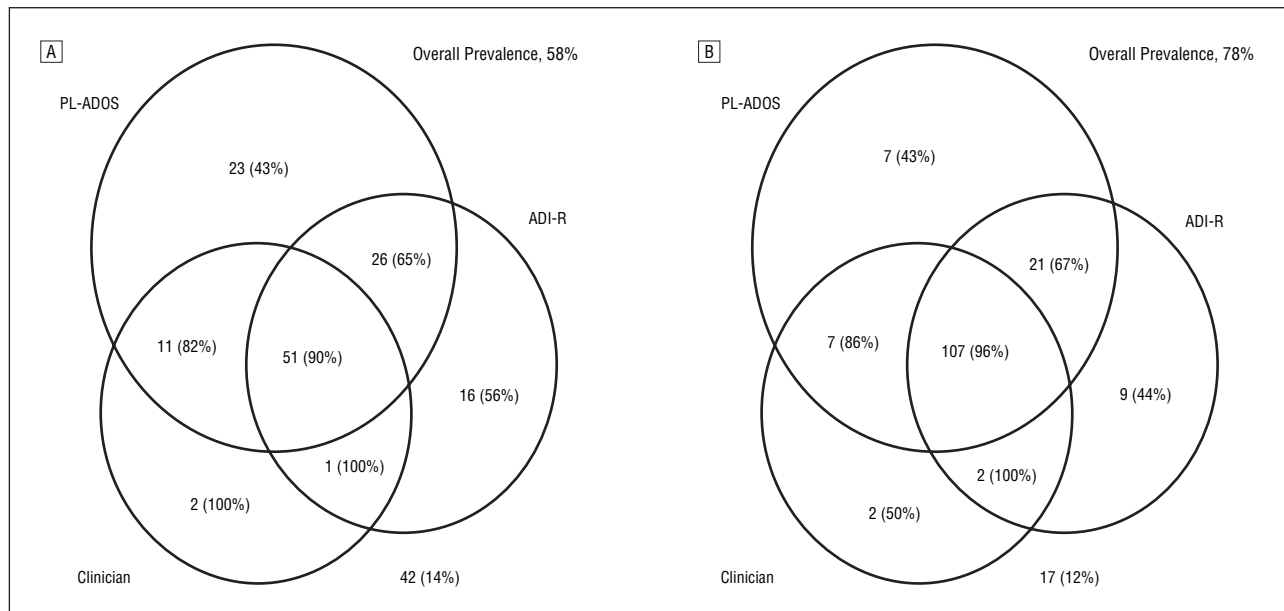 A
Overall Prevalence, 58%
PL-ADOS
23 (43%)
ADI-R
26 (65%)
11 (82%)
51 (90%)
16 (56%)
1 (100%)
2 (100%)
Clinician
42 (14%)
B
Overall Prevalence, 78%
PL-ADOS
7 (43%)
ADI-R
21 (67%)
7 (86%)
107 (96%)
9 (44%)
2 (100%)
2 (50%)
Clinician
17 (12%)